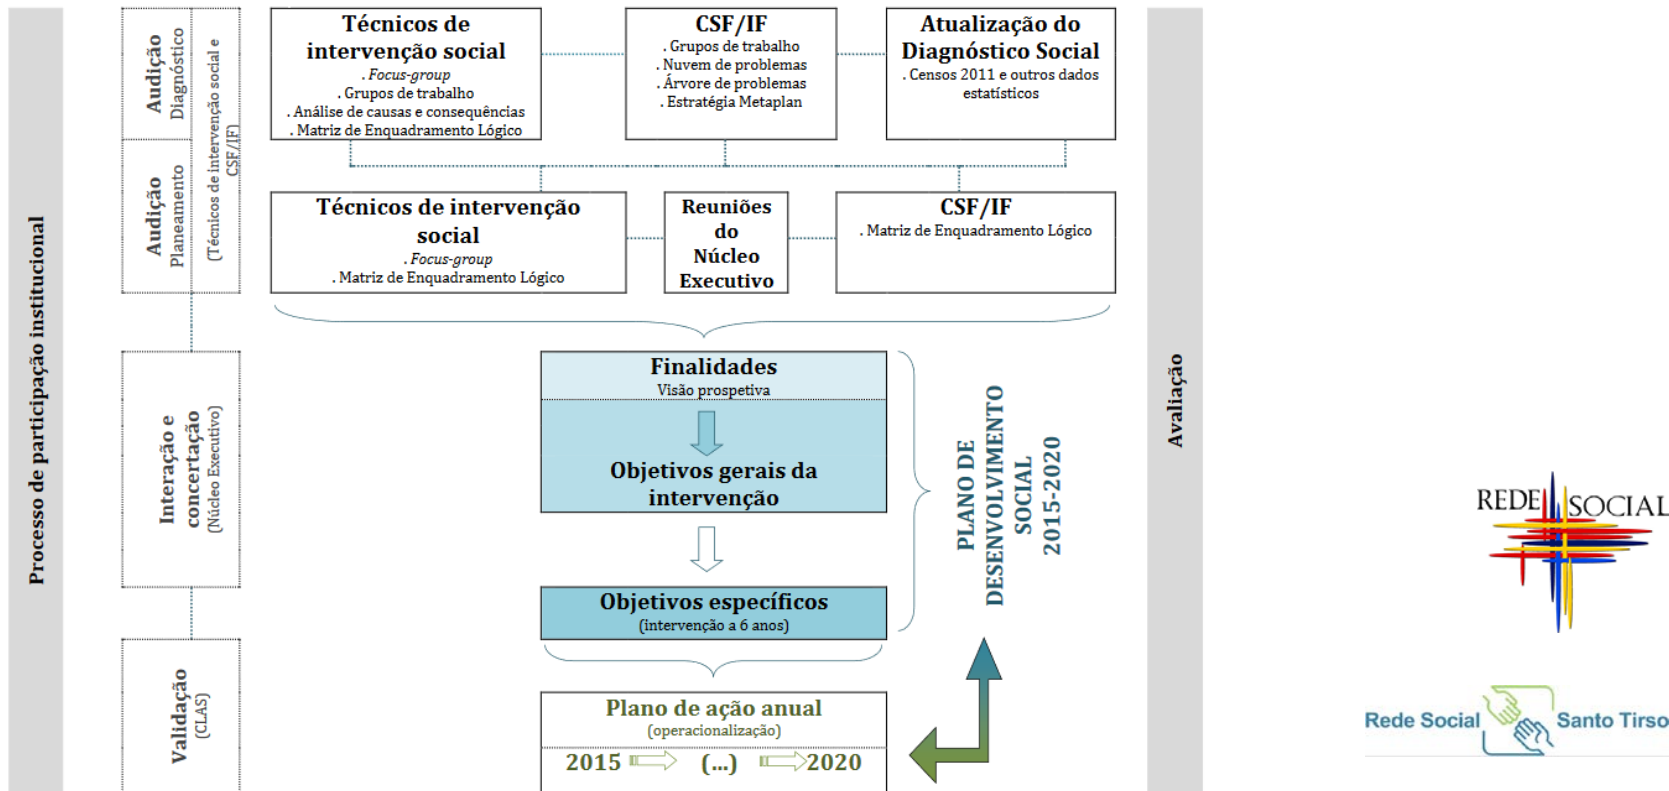 Processo de participação institucional
Audição
Diagnóstico
Audição
Planeamento
(Técnicos de intervenção social e
CSF/IF)
Interação e
concertação
(Núcleo Executivo)
Validação
(CLAS)
Técnicos de
intervenção social
. Focus-group
. Grupos de trabalho
. Análise de causas e consequências
. Matriz de Enquadramento Lógico
CSF/IF
. Grupos de trabalho
. Nuvem de problemas
. Árvore de problemas
. Estratégia Metaplan
Atualização do
Diagnóstico Social
. Censos 2011 e outros dados
estatísticos
Técnicos de intervenção
social
. Focus-group
. Matriz de Enquadramento Lógico
Reuniões
do
Núcleo
Executivo
CSF/IF
. Matriz de Enquadramento Lógico
Finalidades
Visão prospetiva
Objetivos gerais da
intervenção
Objetivos específicos
(intervenção a 6 anos)
PLANO DE
DESENVOLVIMENTO
SOCIAL
2015-2020
Plano de ação anual
(operacionalização)
2015 (...) 2020
Avaliação
REDE SOCIAL
Rede Social Santo Tirso